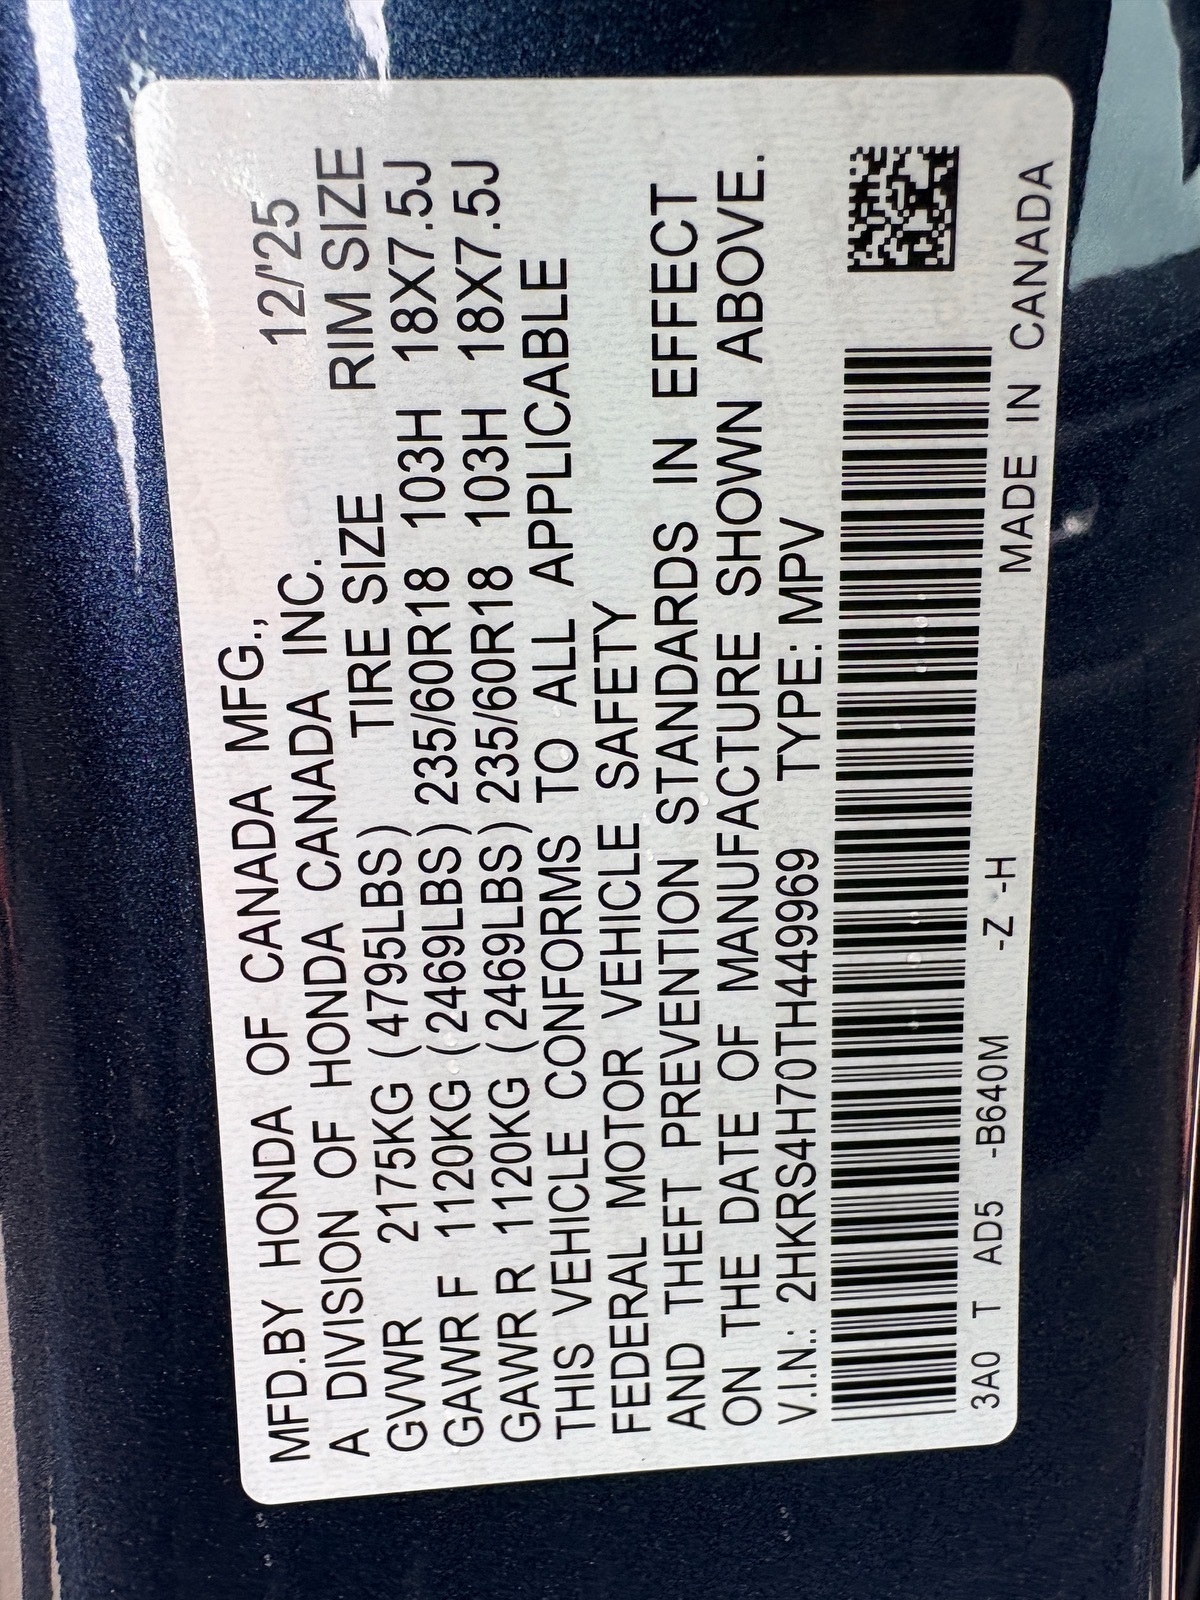 MFD.BY HONDA OF CANADA MFG., 12/'25
A DIVISION OF HONDA CANADA INC.
TIRE SIZE RIM SIZE
GVWR 2175KG (4795LBS)
GAWR F 1120KG (2469LBS) 235/60R18 103H 18X7.5J
GAWR R 1120KG (2469LBS) 235/60R18 103H 18X7.5J
THIS VEHICLE CONFORMS TO ALL APPLICABLE
FEDERAL MOTOR VEHICLE SAFETY
AND THEFT PREVENTION STANDARDS IN EFFECT
ON THE DATE OF MANUFACTURE SHOWN ABOVE.
V.I.N.: 2HKRS4H70TH449969 TYPE: MPV
3A0 T AD5 -B640M -Z -H MADE IN CANADA